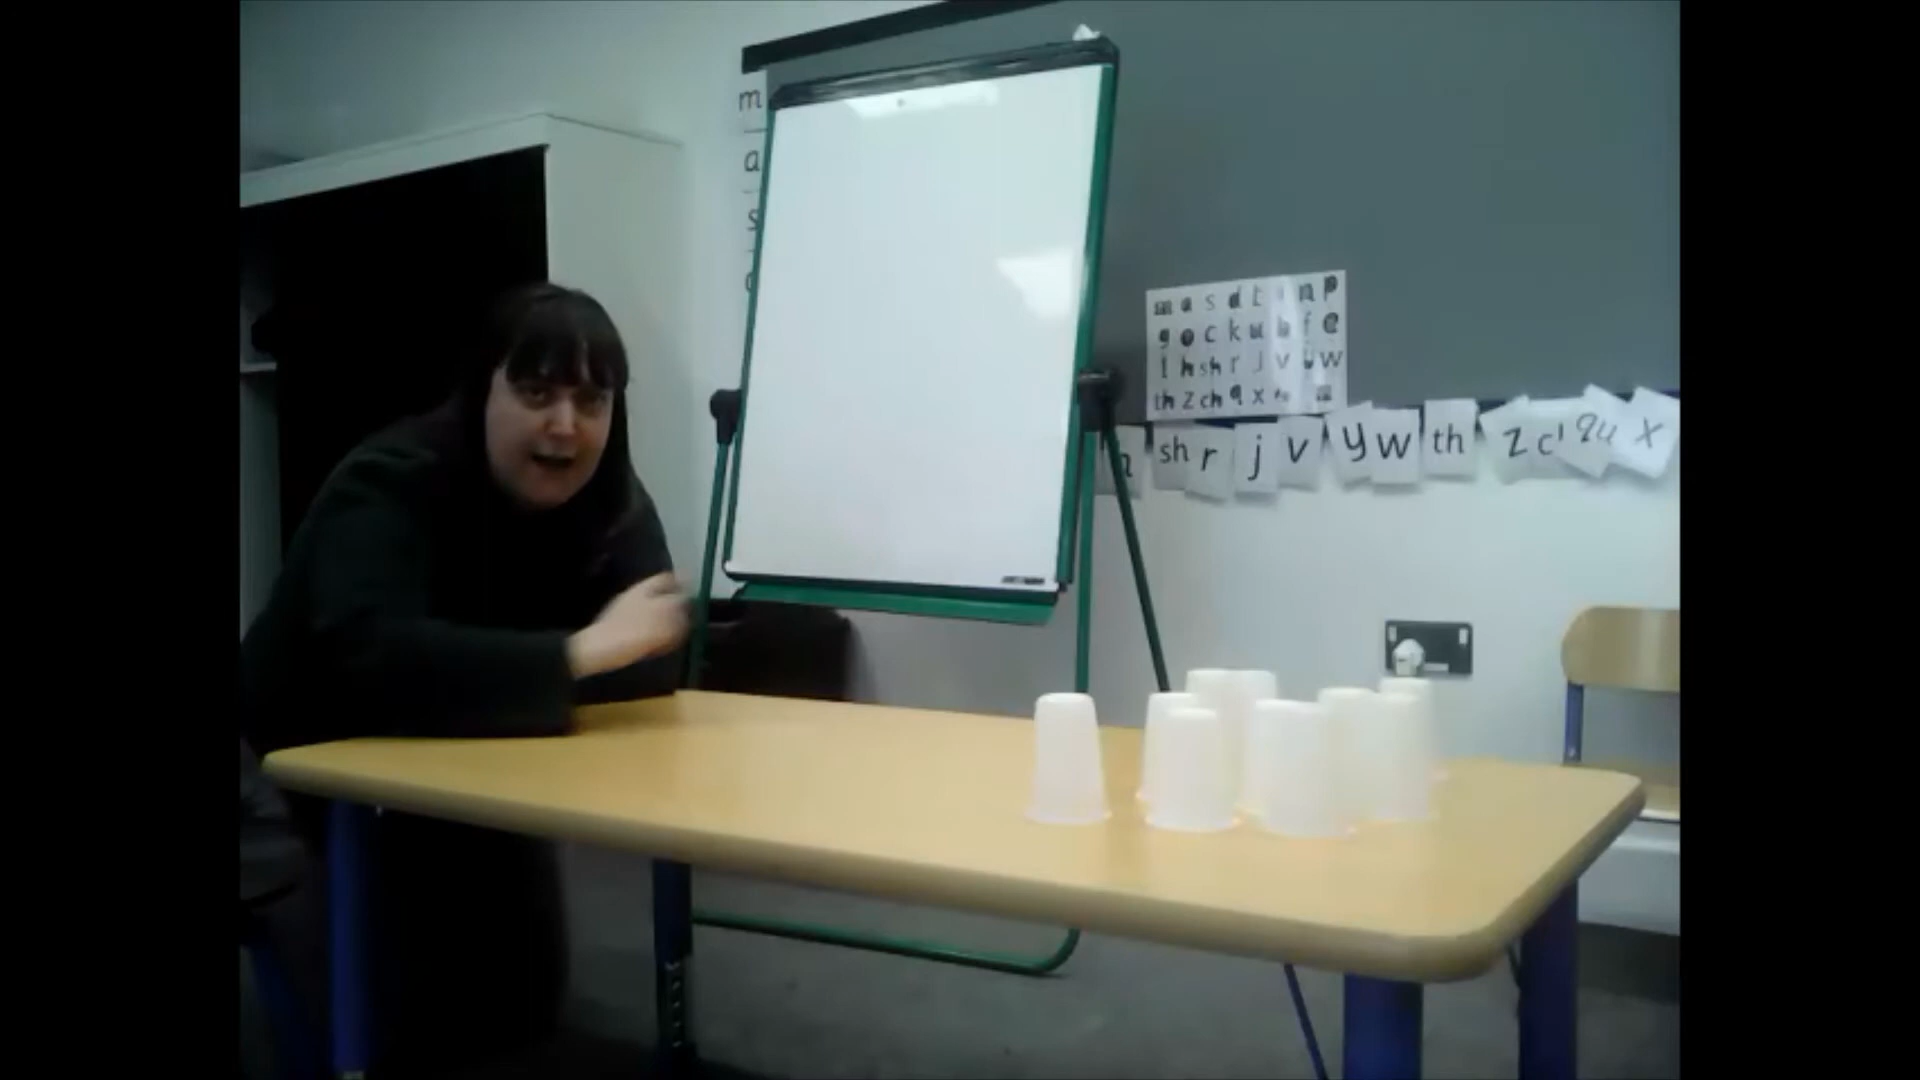 m
a
s
d
m a s d t i n p
g o c k u b f e
l h sh r j v y w
th z ch q x
sh r j v y w th z qu x